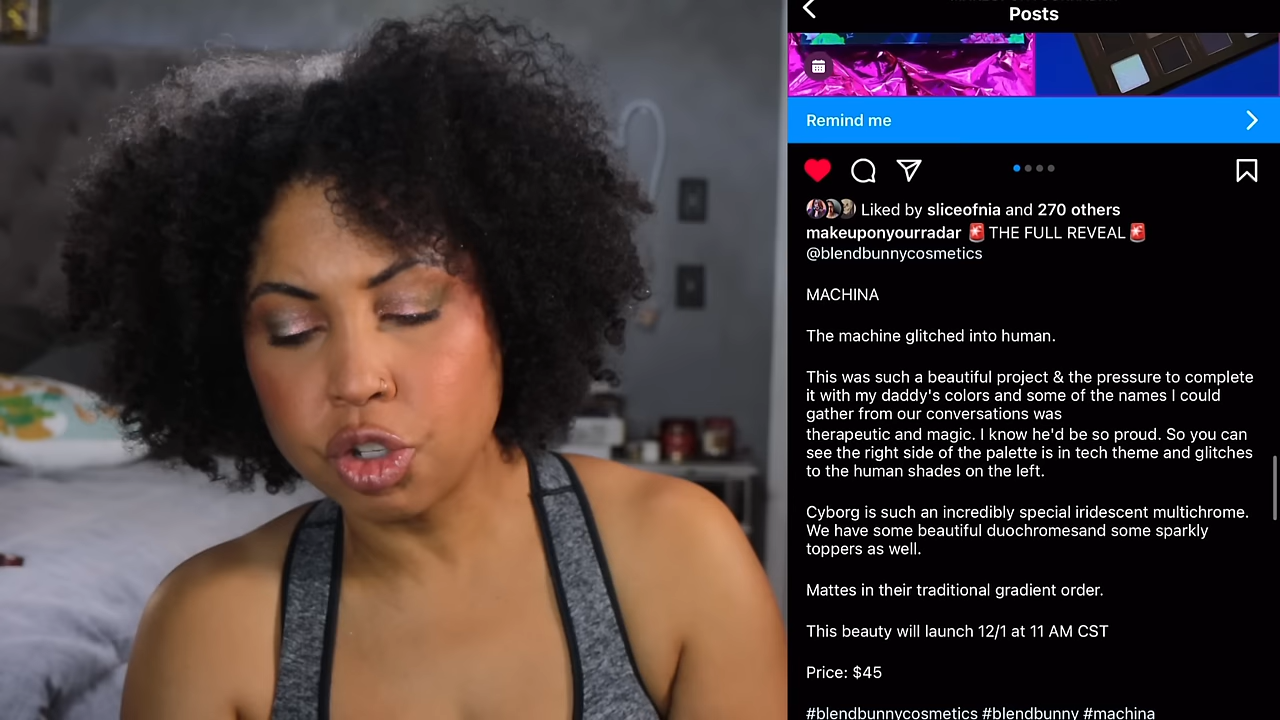 Posts
Remind me
Liked by sliceofnia and 270 others
makeuponyourradar 🚨THE FULL REVEAL🚨
@blendbunnycosmetics
MACHINA
The machine glitched into human.
This was such a beautiful project & the pressure to complete
it with my daddy's colors and some of the names I could
gather from our conversations was
therapeutic and magic. I know he'd be so proud. So you can
see the right side of the palette is in tech theme and glitches
to the human shades on the left.
Cyborg is such an incredibly special iridescent multichrome.
We have some beautiful duochromesand some sparkly
toppers as well.
Mattes in their traditional gradient order.
This beauty will launch 12/1 at 11 AM CST
Price: $45
#blendbunnycosmetics #blendbunny #machina